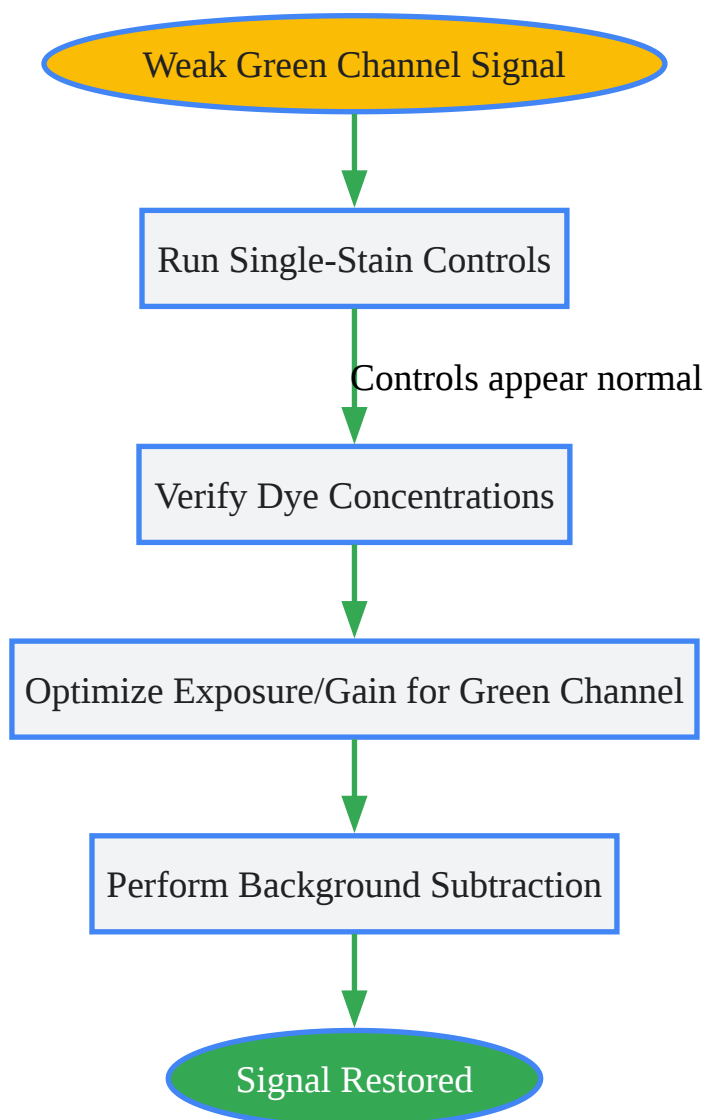 Weak Green Channel Signal
Run Single-Stain Controls
Controls appear normal
Verify Dye Concentrations
Optimize Exposure/Gain for Green Channel
Perform Background Subtraction
Signal Restored